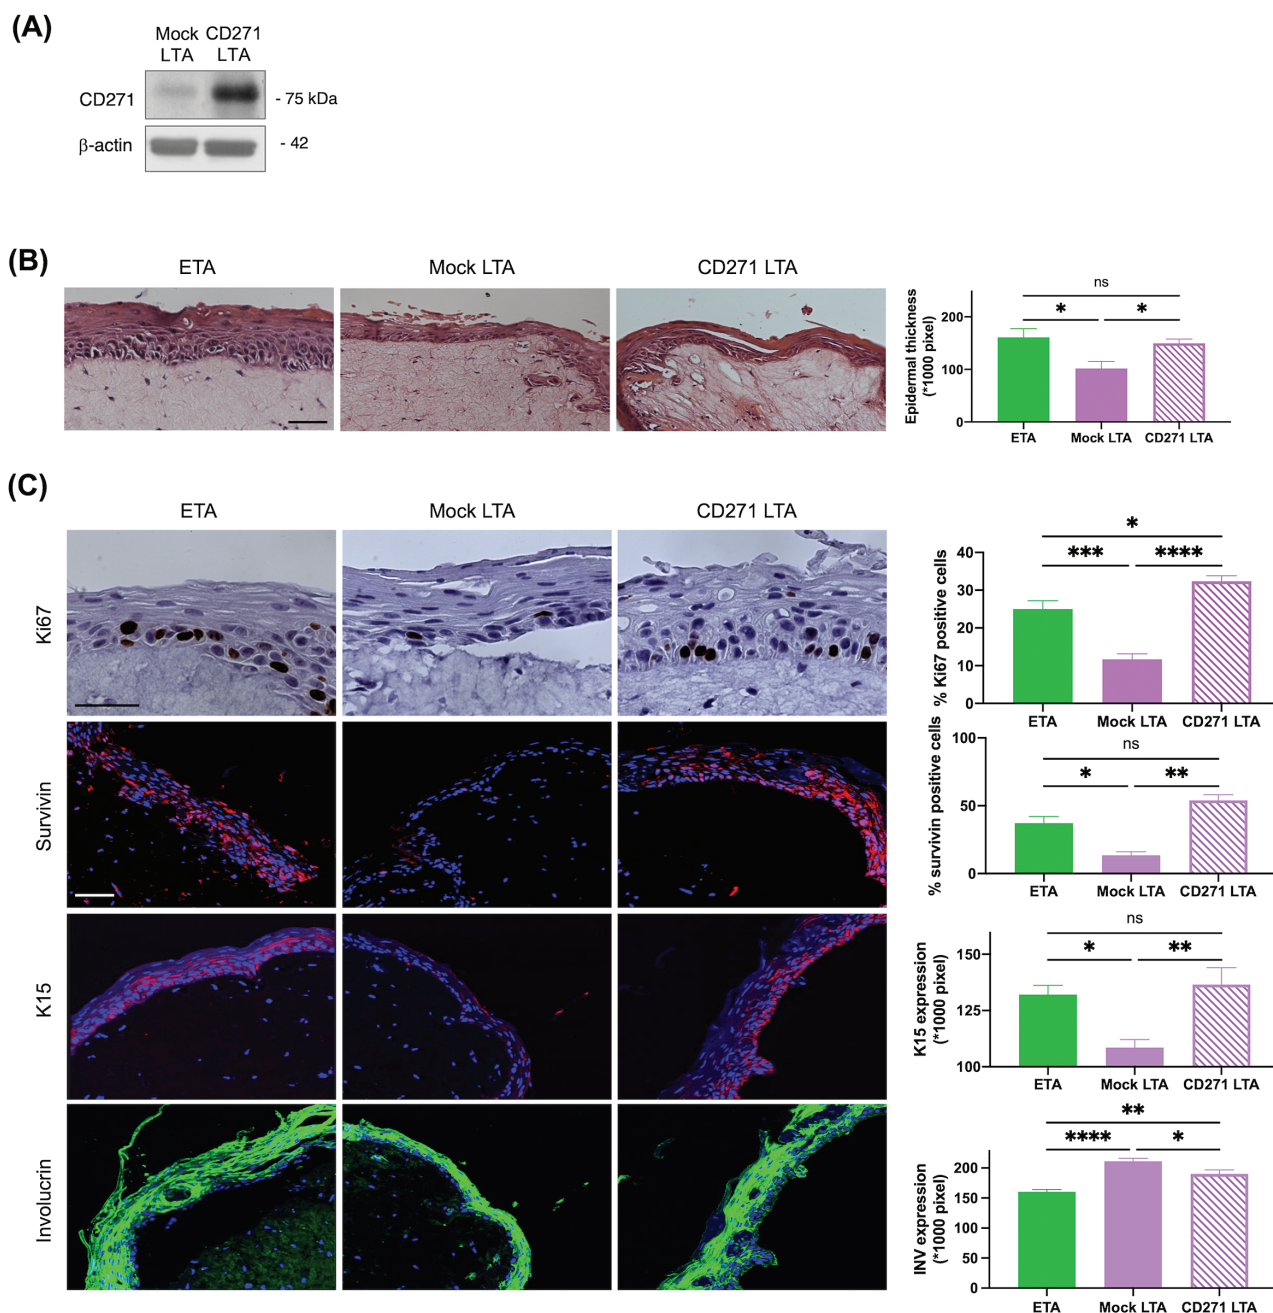 (A)
Mock CD271
LTA LTA
CD271
- 75 kDa
β-actin
- 42
(B)
ETA
Mock LTA
CD271 LTA
Epidermal thickness
(*1000 pixel)
200
100
0
ns
* *
ETA Mock LTA CD271 LTA
(C)
ETA
Mock LTA
CD271 LTA
Ki67
% Ki67 positive cells
40
30
20
10
0
*
*** ****
ETA Mock LTA CD271 LTA
Survivin
% survivin positive cells
100
50
0
ns
* **
ETA Mock LTA CD271 LTA
K15
K15 expression
(*1000 pixel)
150
125
100
ns
* **
ETA Mock LTA CD271 LTA
Involucrin
INV expression
(*1000 pixel)
200
150
100
50
0
**
**** *
ETA Mock LTA CD271 LTA